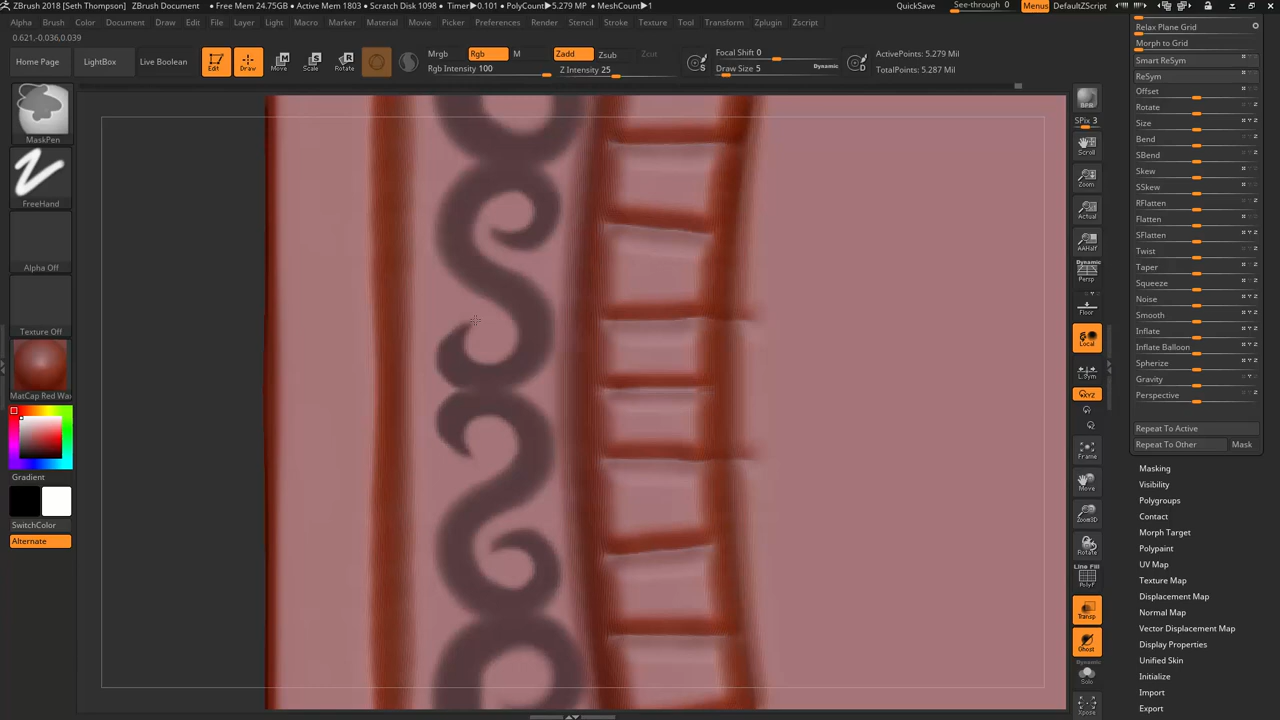 ZBrush 2018 [Seth Thompson] ZBrush Document • Free Mem 24.75GB • Active Mem 1803 • Scratch Disk 1098 • Timer▶0.101 • PolyCount▶5.279 MP • MeshCount▶1
QuickSave See-through 0 Menus DefaultZScript
Alpha Brush Color Document Draw Edit File Layer Light Macro Marker Material Movie Picker Preferences Render Stencil Stroke Texture Tool Transform Zplugin Zscript
0.621,-0.036,0.039
Home Page LightBox Live Boolean Edit Draw Move Scale Rotate
Mrgb Rgb M Zadd Zsub Zcut
Rgb Intensity 100 Z Intensity 25
Focal Shift 0
Draw Size 5 Dynamic
S D
ActivePoints: 5.279 Mil
TotalPoints: 5.287 Mil
MaskPen
FreeHand
Alpha Off
Texture Off
MatCap Red Wax
Gradient
SwitchColor
Alternate
BPR
SPix 3
Scroll
Zoom
Actual
AAHalf
Dynamic
Persp
Floor
Local
L.Sym
XYZ
Frame
Move
Zoom3D
Rotate
Line Fill
PolyF
Transp
Ghost
Dynamic
Solo
Xpose
Relax Plane Grid
Morph to Grid
Smart ReSym
ReSym
Offset
Rotate
Size
Bend
SBend
Skew
SSkew
RFlatten
Flatten
SFlatten
Twist
Taper
Squeeze
Noise
Smooth
Inflate
Inflate Balloon
Spherize
Gravity
Perspective
Repeat To Active
Repeat To Other Mask
Masking
Visibility
Polygroups
Contact
Morph Target
Polypaint
UV Map
Texture Map
Displacement Map
Normal Map
Vector Displacement Map
Display Properties
Unified Skin
Initialize
Import
Export